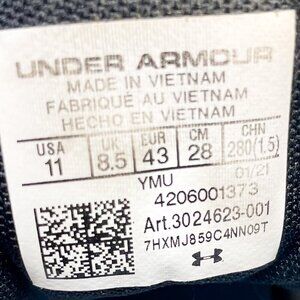 UNDER ARMOUR
MADE IN VIETNAM
FABRIQUÉ AU VIETNAM
HECHO EN VIETNAM
USA UK EUR CM CHN
11 8.5 43 28 280(1.5)
YMU 01/21
4206001373
Art.3024623-001
7HXMJ859C4NN09T